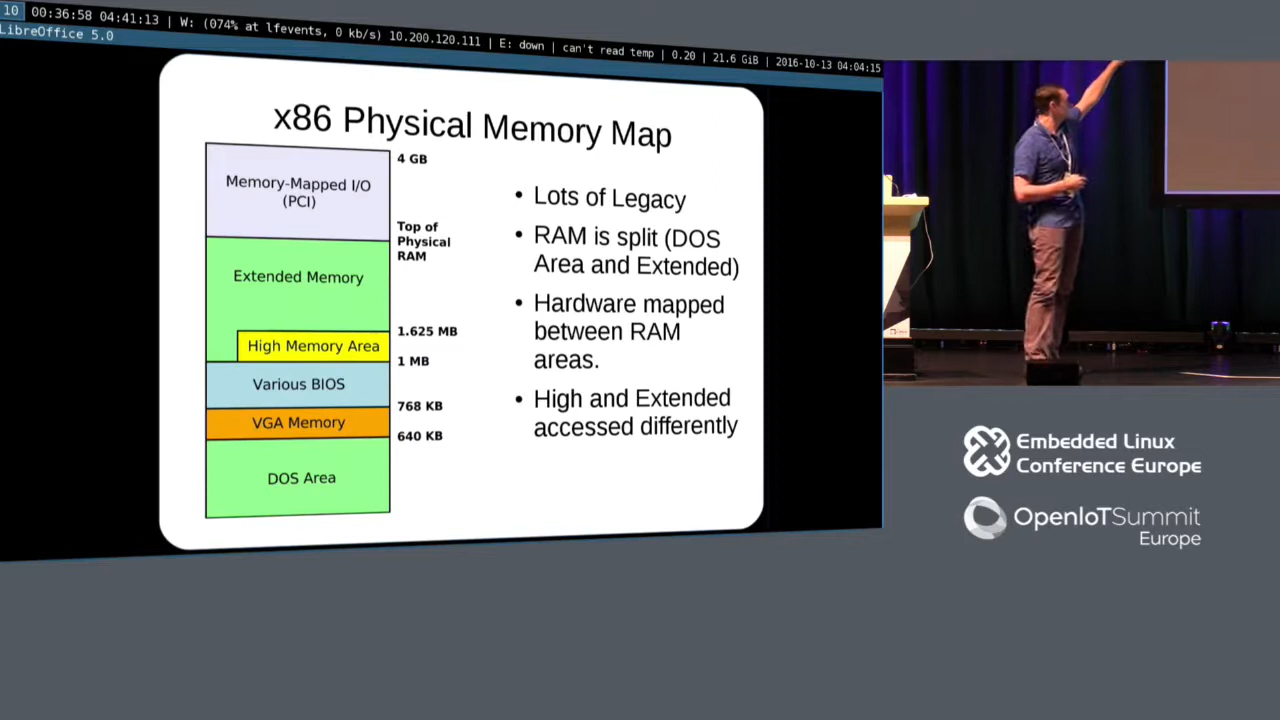 10 00:36:58 04:41:13 | W: (074% at lfevents, 0 kb/s) 10.200.120.111 | E: down | can't read temp | 0.20 | 21.6 GiB | 2016-10-13 04:04:15
LibreOffice 5.0
x86 Physical Memory Map
4 GB
Memory-Mapped I/O
(PCI)
Top of
Physical
RAM
Extended Memory
1.625 MB
High Memory Area
1 MB
Various BIOS
768 KB
VGA Memory
640 KB
DOS Area
• Lots of Legacy
• RAM is split (DOS
Area and Extended)
• Hardware mapped
between RAM
areas.
• High and Extended
accessed differently
Embedded Linux
Conference Europe
OpenIoTSummit
Europe